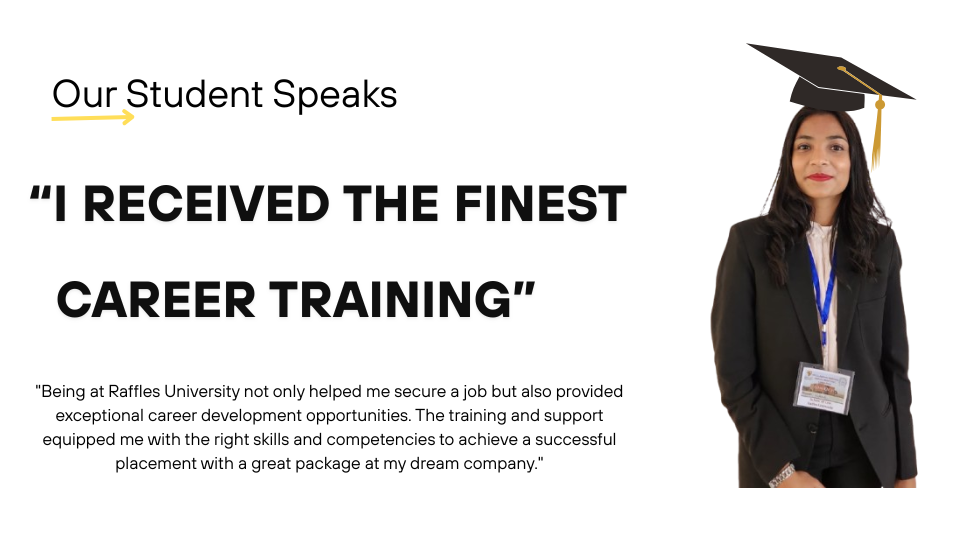 Our Student Speaks
“I RECEIVED THE FINEST
CAREER TRAINING”
"Being at Raffles University not only helped me secure a job but also provided
exceptional career development opportunities. The training and support
equipped me with the right skills and competencies to achieve a successful
placement with a great package at my dream company."